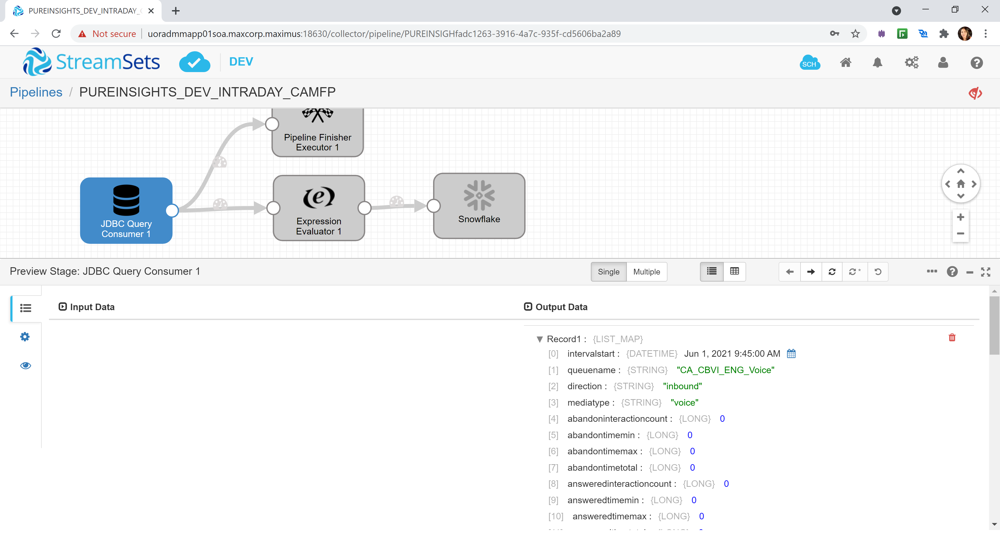 PUREINSIGHTS_DEV_INTRADAY_
Not secure
uoradmmapp01soa.maxcorp.maximus:18630/collector/pipeline/PUREINSIGHfadc1263-3916-4a7c-935f-cd5606ba2a89
StreamSets
DEV
SCH
Pipelines / PUREINSIGHTS_DEV_INTRADAY_CAMFP
Pipeline Finisher
Executor 1
JDBC Query
Consumer 1
Expression
Evaluator 1
Snowflake
Preview Stage: JDBC Query Consumer 1
Single
Multiple
Input Data
Output Data
Record1 : {LIST_MAP}
[0] intervalstart : {DATETIME} Jun 1, 2021 9:45:00 AM
[1] queuename : {STRING} "CA_CBVI_ENG_Voice"
[2] direction : {STRING} "inbound"
[3] mediatype : {STRING} "voice"
[4] abandoninteractioncount : {LONG} 0
[5] abandontimemin : {LONG} 0
[6] abandontimemax : {LONG} 0
[7] abandontimetotal : {LONG} 0
[8] answeredinteractioncount : {LONG} 0
[9] answeredtimemin : {LONG} 0
[10] answeredtimemax : {LONG} 0